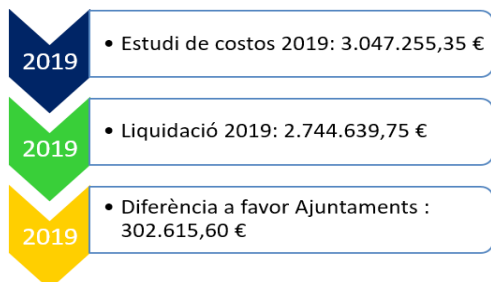 2019
• Estudi de costos 2019: 3.047.255,35 €
2019
• Liquidació 2019: 2.744.639,75 €
2019
• Diferència a favor Ajuntaments :
302.615,60 €